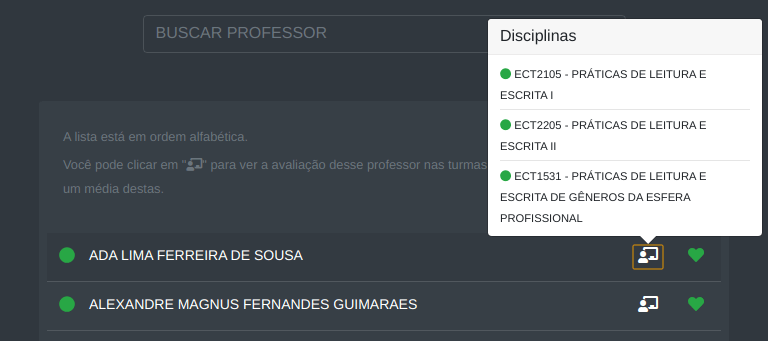 BUSCAR PROFESSOR
Disciplinas
ECT2105 - PRÁTICAS DE LEITURA E
ESCRITA I
ECT2205 - PRÁTICAS DE LEITURA E
ESCRITA II
ECT1531 - PRÁTICAS DE LEITURA E
ESCRITA DE GÊNEROS DA ESFERA
PROFISSIONAL
A lista está em ordem alfabética.
Você pode clicar em "" para ver a avaliação desse professor nas turmas
um média destas.
ADA LIMA FERREIRA DE SOUSA
ALEXANDRE MAGNUS FERNANDES GUIMARAES